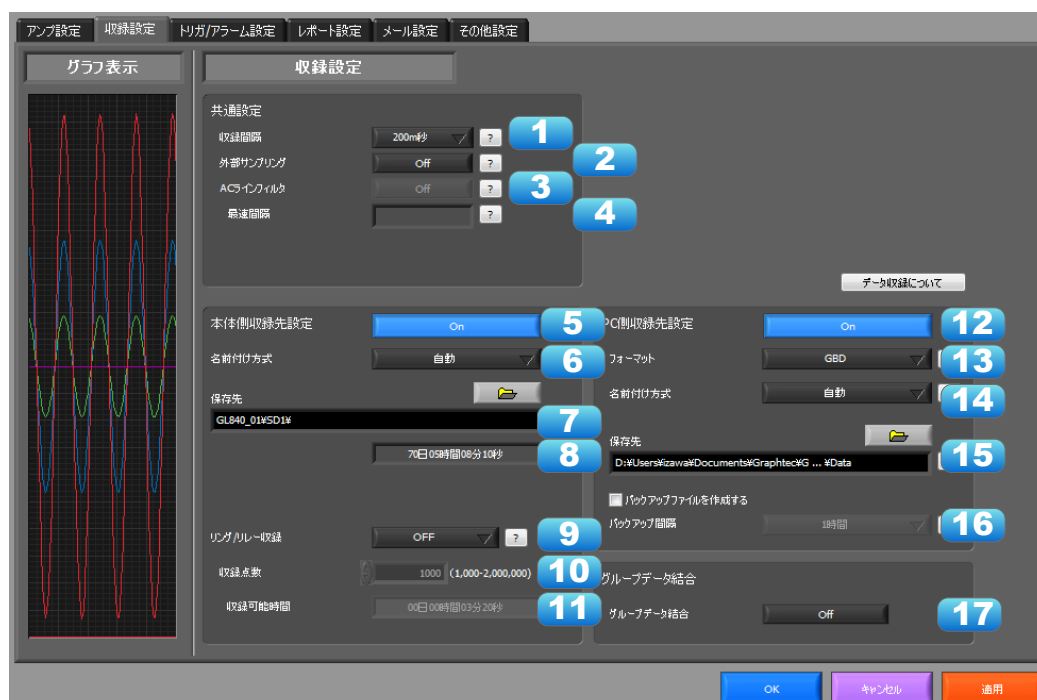 アンプ設定 収録設定 トリガ/アラーム設定 レポート設定 メール設定 その他設定
グラフ表示
収録設定
共通設定
収録間隔 200m秒 ? 1
外部サンプリング Off ? 2
ACラインフィルタ Off ? 3
最速間隔 ? 4
データ収録について
本体側収録先設定 On 5
名前付け方式 自動 6
保存先
GL840_01¥SD1¥ 7
70日05時間08分10秒 8
リング/リレー収録 OFF ? 9
収録点数 1000 (1,000-2,000,000) 10
収録可能時間 00日00時間03分20秒 11
PC側収録先設定 On 12
フォーマット GBD 13
名前付け方式 自動 14
保存先
D:¥Users¥izawa¥Documents¥Graphtec¥G ... ¥Data 15
バックアップファイルを作成する
バックアップ間隔 1時間 16
グループデータ結合
グループデータ結合 Off 17
OK キャンセル 適用